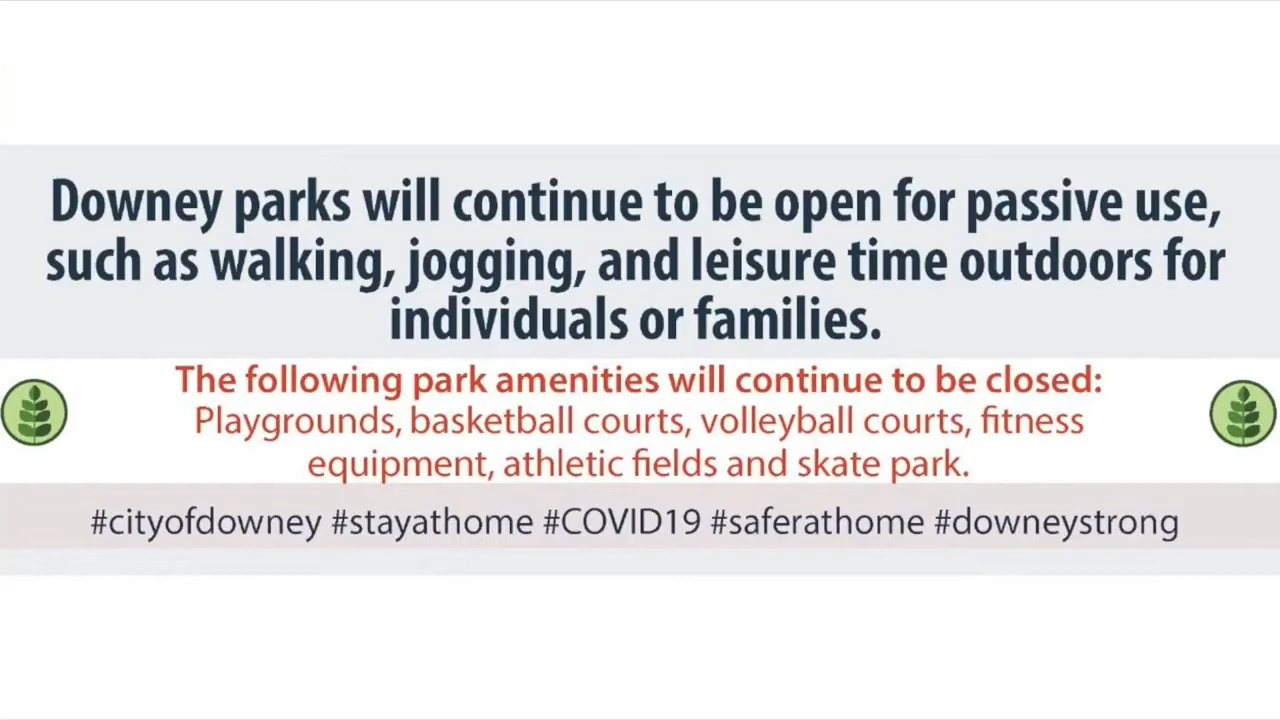 Downey parks will continue to be open for passive use,
such as walking, jogging, and leisure time outdoors for
individuals or families.
The following park amenities will continue to be closed:
Playgrounds, basketball courts, volleyball courts, fitness
equipment, athletic fields and skate park.
#cityofdowney #stayathome #COVID19 #saferathome #downeystrong